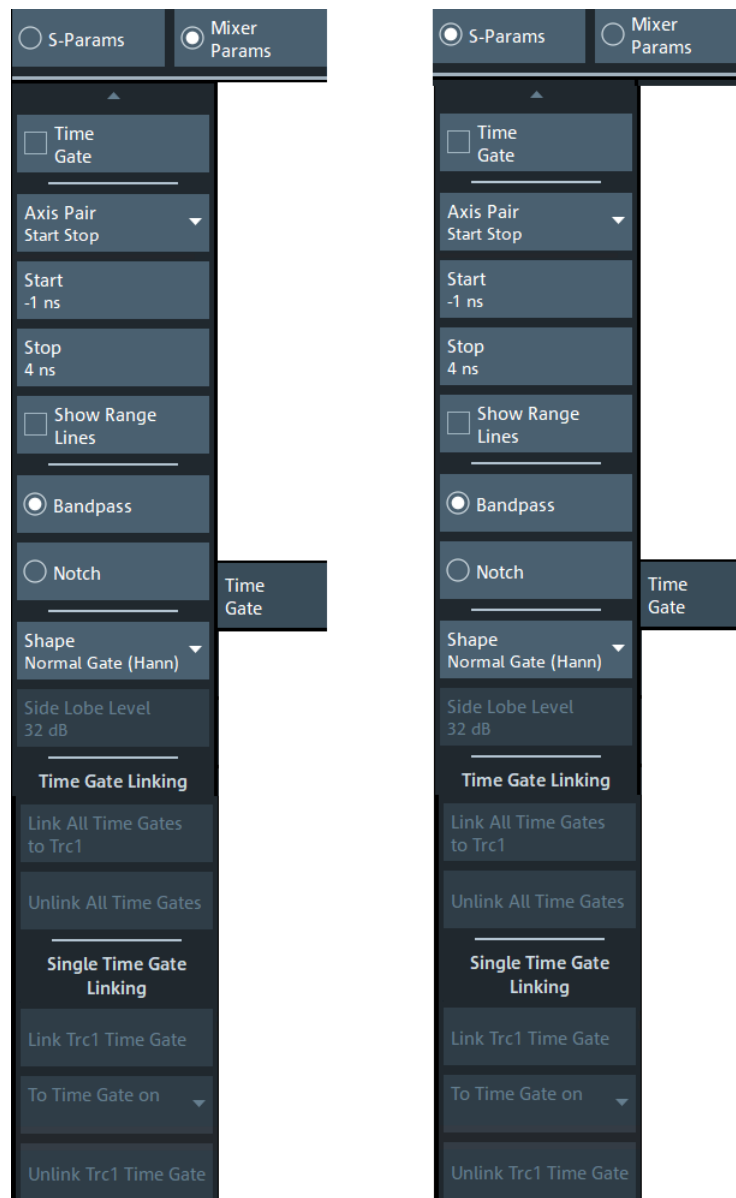 S-Params
Mixer
Params
Time
Gate
Axis Pair
Start Stop
Start
-1 ns
Stop
4 ns
Show Range
Lines
Bandpass
Notch
Time
Gate
Shape
Normal Gate (Hann)
Side Lobe Level
32 dB
Time Gate Linking
Link All Time Gates
to Trc1
Unlink All Time Gates
Single Time Gate
Linking
Link Trc1 Time Gate
To Time Gate on
Unlink Trc1 Time Gate
S-Params
Mixer
Params
Time
Gate
Axis Pair
Start Stop
Start
-1 ns
Stop
4 ns
Show Range
Lines
Bandpass
Notch
Time
Gate
Shape
Normal Gate (Hann)
Side Lobe Level
32 dB
Time Gate Linking
Link All Time Gates
to Trc1
Unlink All Time Gates
Single Time Gate
Linking
Link Trc1 Time Gate
To Time Gate on
Unlink Trc1 Time Gate